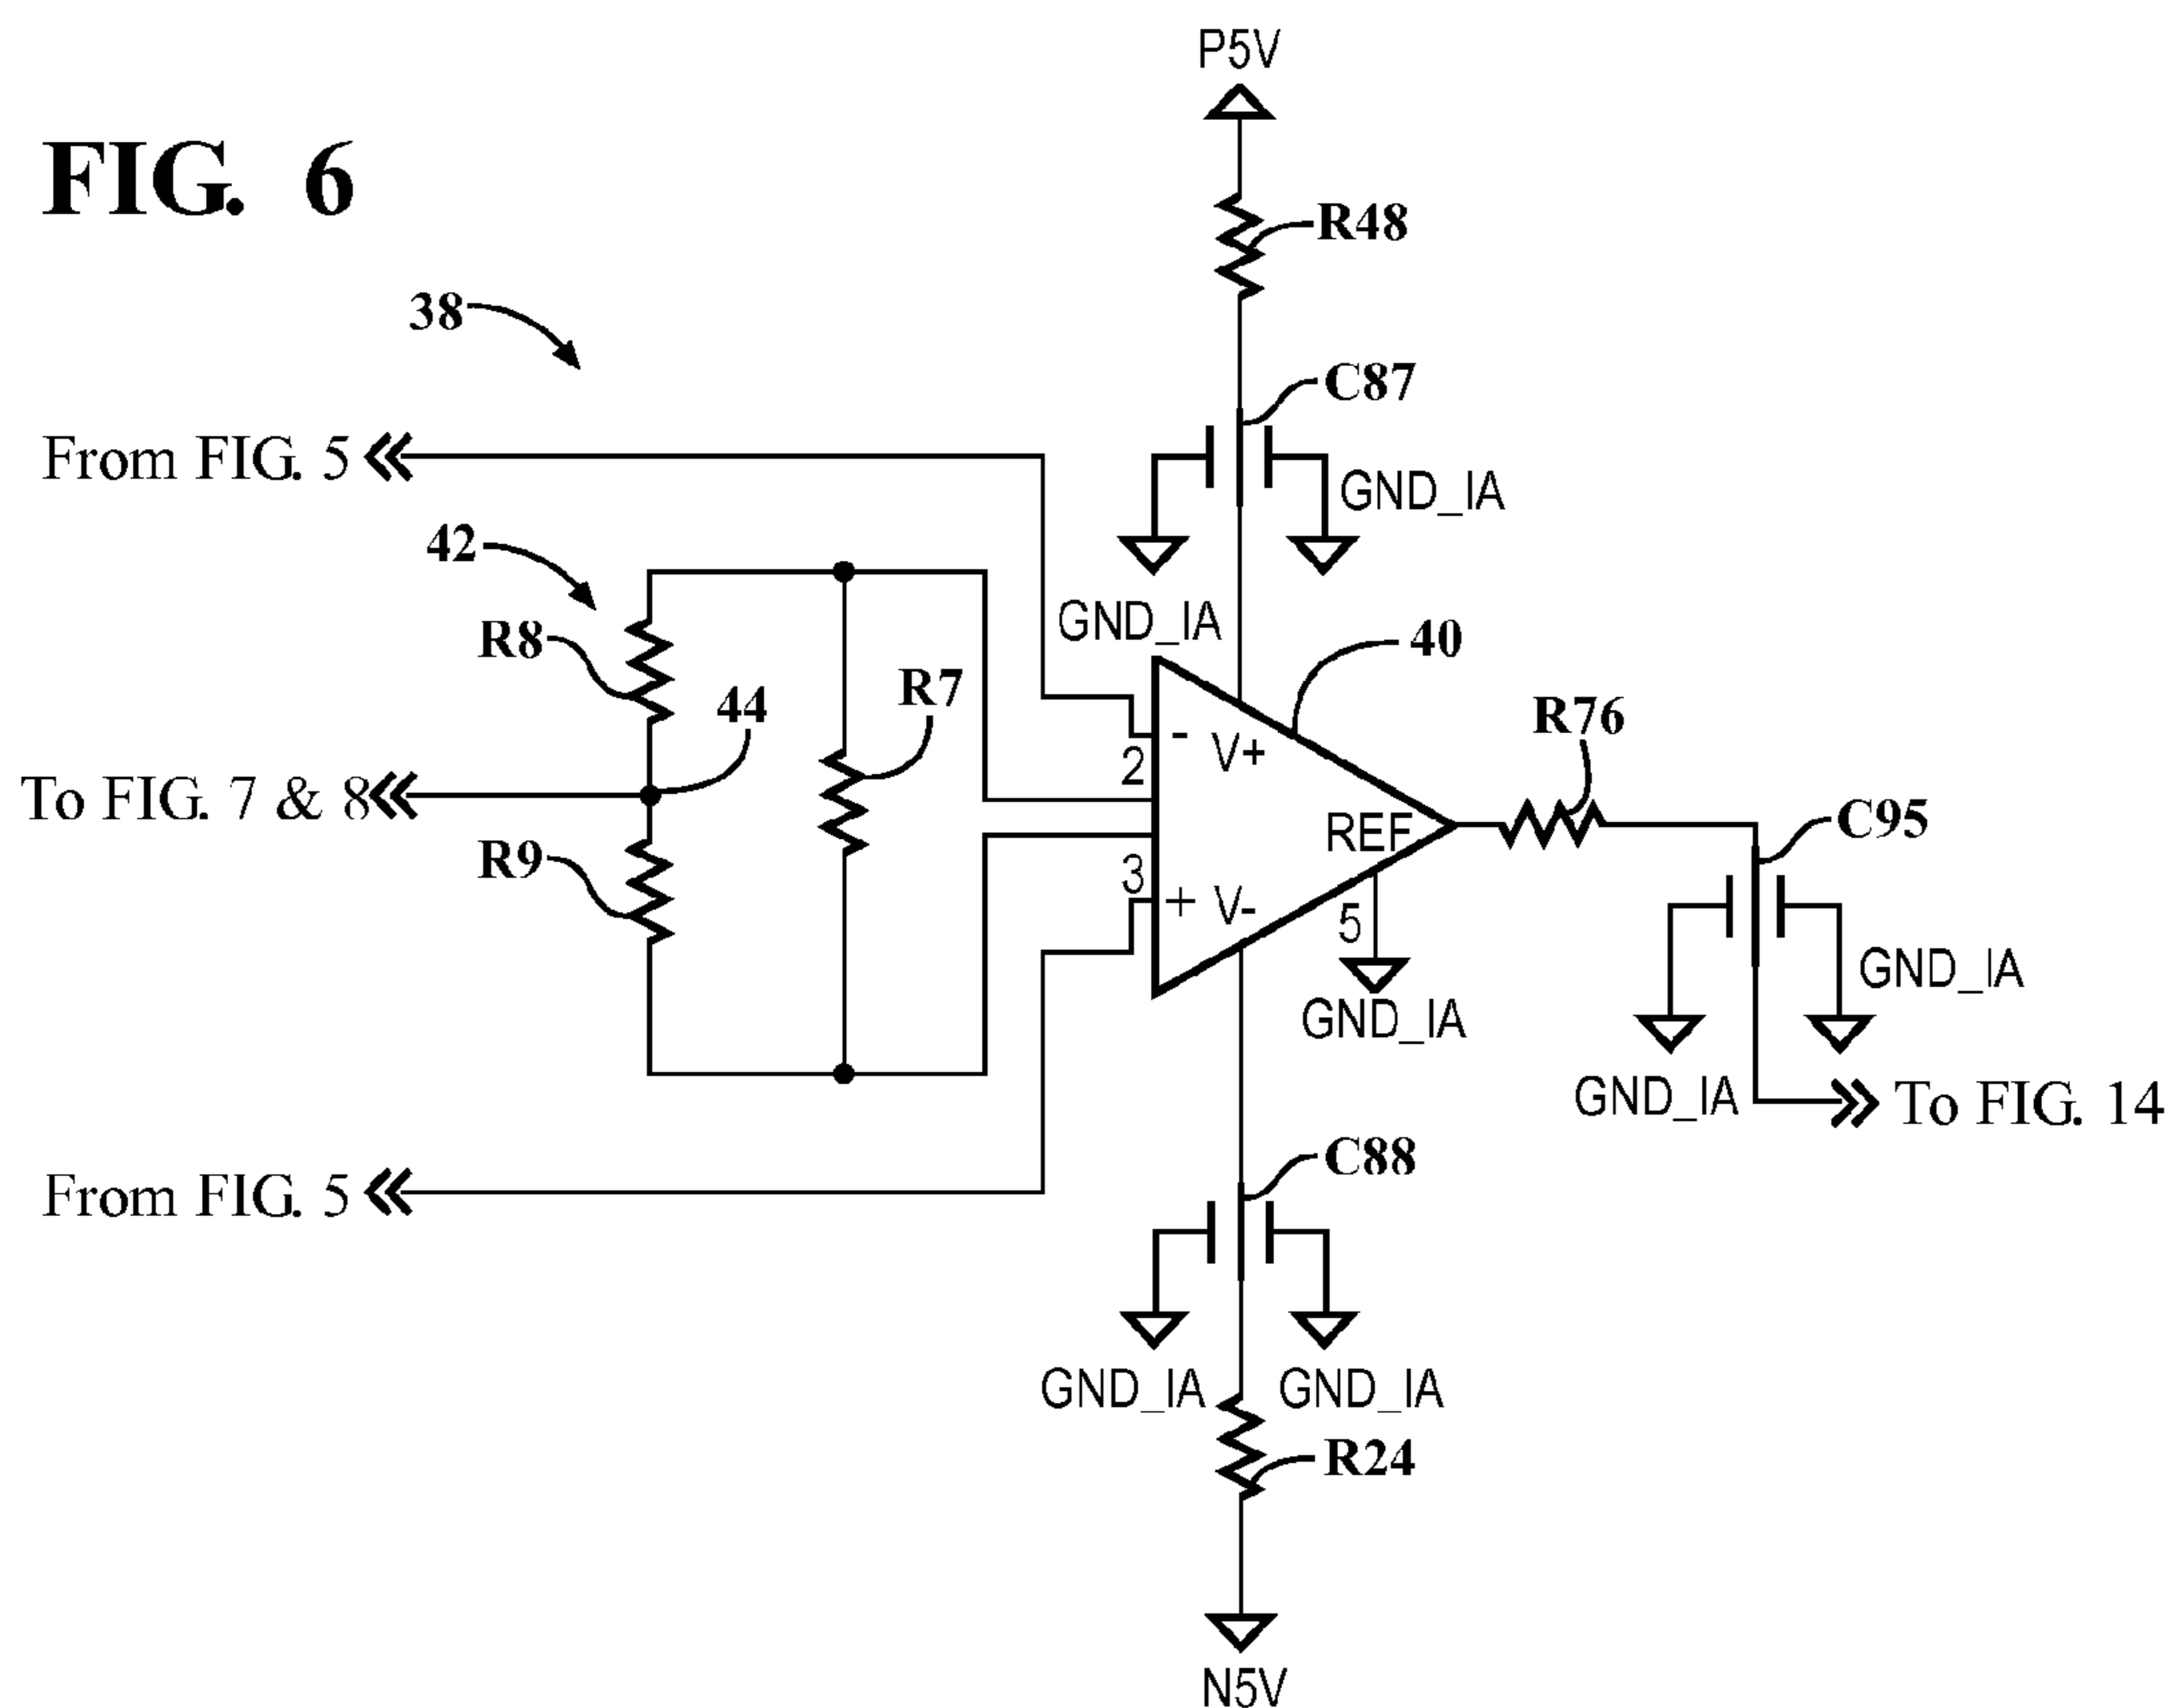 P5V
FIG. 6
R48
38
C87
From FIG. 5
GND_IA
42
GND_IA
R8
40
R7
44
R76
-
V+
2
To FIG. 7 & 8
REF
C95
R9
3
+
V-
5
GND_IA
GND_IA
GND_IA
To FIG. 14
C88
From FIG. 5
GND_IA
GND_IA
R24
N5V